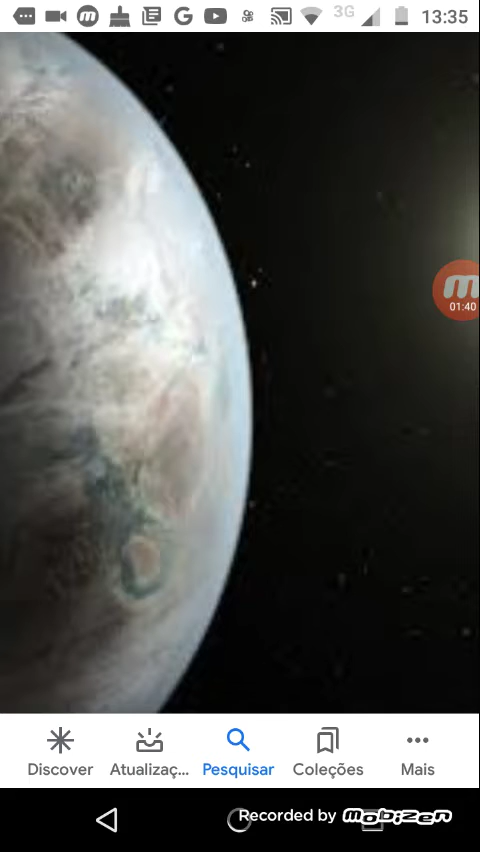 3G 13:35
01:40
Discover Atualizaç... Pesquisar Coleções Mais
Recorded by Mobizen